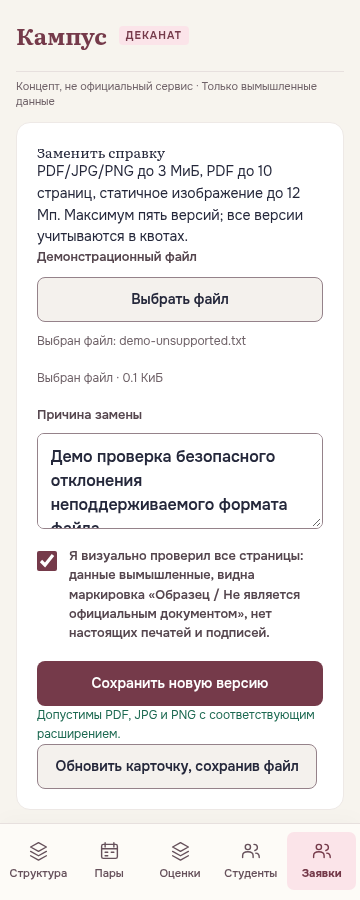 Кампус
ДЕКАНАТ
Концепт, не официальный сервис · Только вымышленные
данные
Заменить справку
PDF/JPG/PNG до 3 МиБ, PDF до 10
страниц, статичное изображение до 12
Мп. Максимум пять версий; все версии
учитываются в квотах.
Демонстрационный файл
Выбрать файл
Выбран файл: demo-unsupported.txt
Выбран файл · 0.1 КиБ
Причина замены
Демо проверка безопасного
отклонения
неподдерживаемого формата
файла
Я визуально проверил все страницы:
данные вымышленные, видна
маркировка «Образец / Не является
официальным документом», нет
настоящих печатей и подписей.
Сохранить новую версию
Допустимы PDF, JPG и PNG с соответствующим
расширением.
Обновить карточку, сохранив файл
Структура
Пары
Оценки
Студенты
Заявки